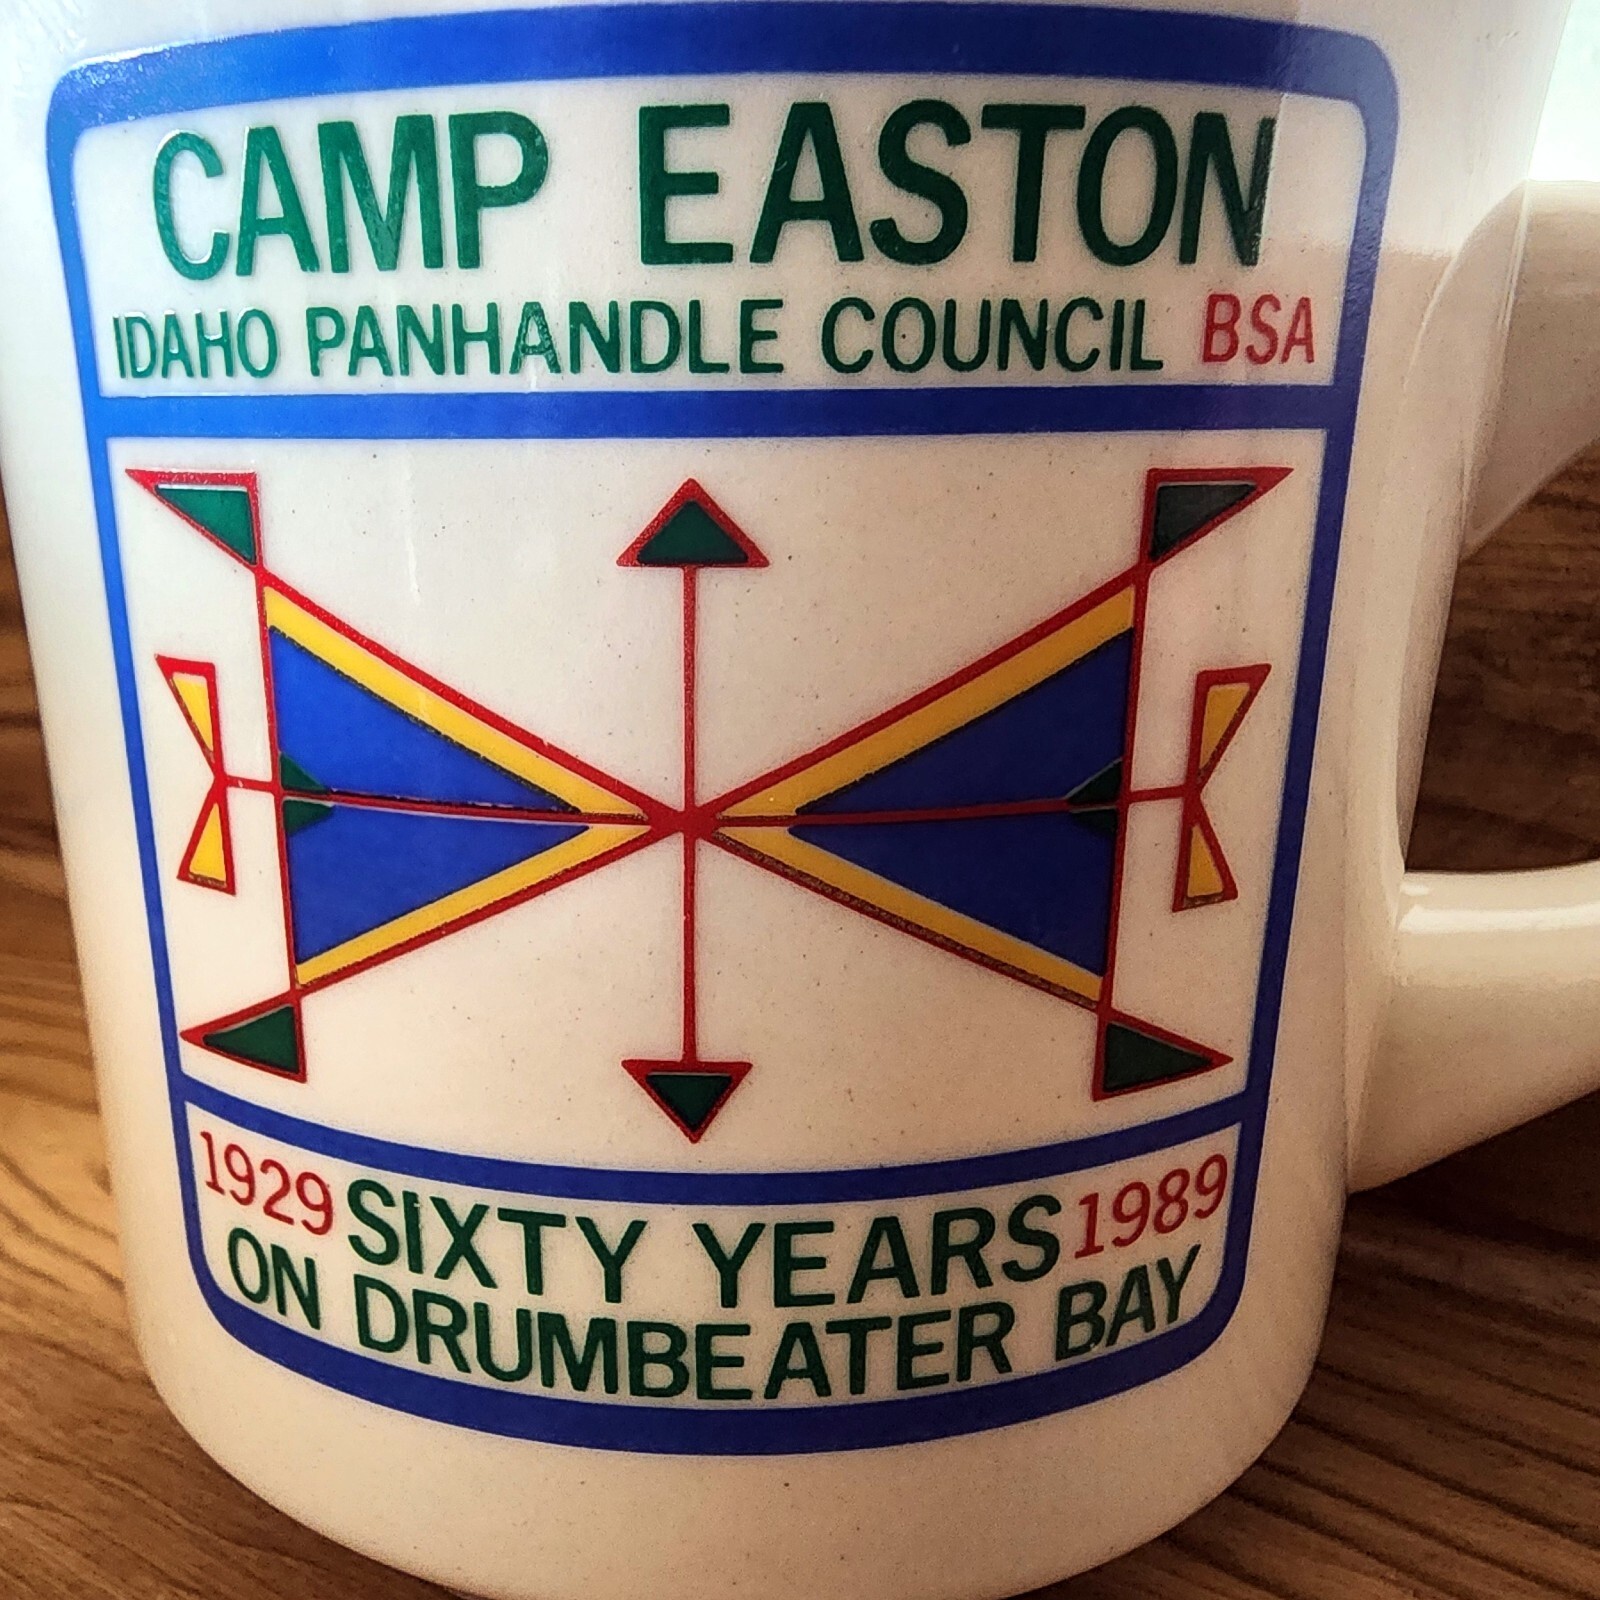 CAMP EASTON
IDAHO PANHANDLE COUNCIL BSA
1929 SIXTY YEARS 1989
ON DRUMBEATER BAY